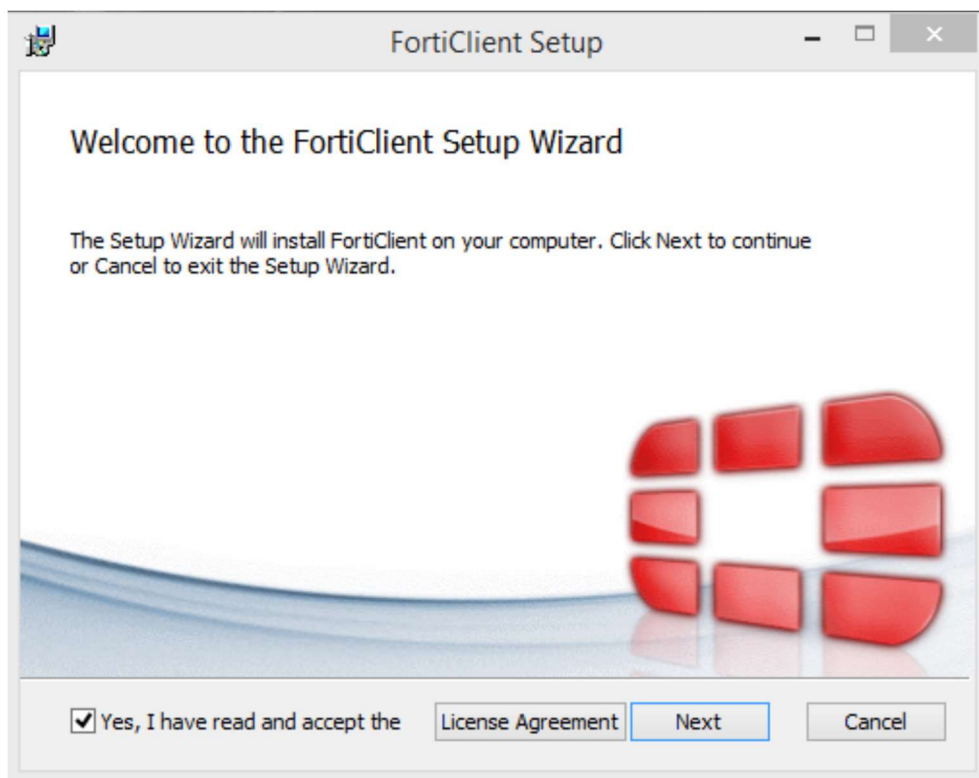 FortiClient Setup
Welcome to the FortiClient Setup Wizard
The Setup Wizard will install FortiClient on your computer. Click Next to continue
or Cancel to exit the Setup Wizard.
Yes, I have read and accept the License Agreement Next Cancel